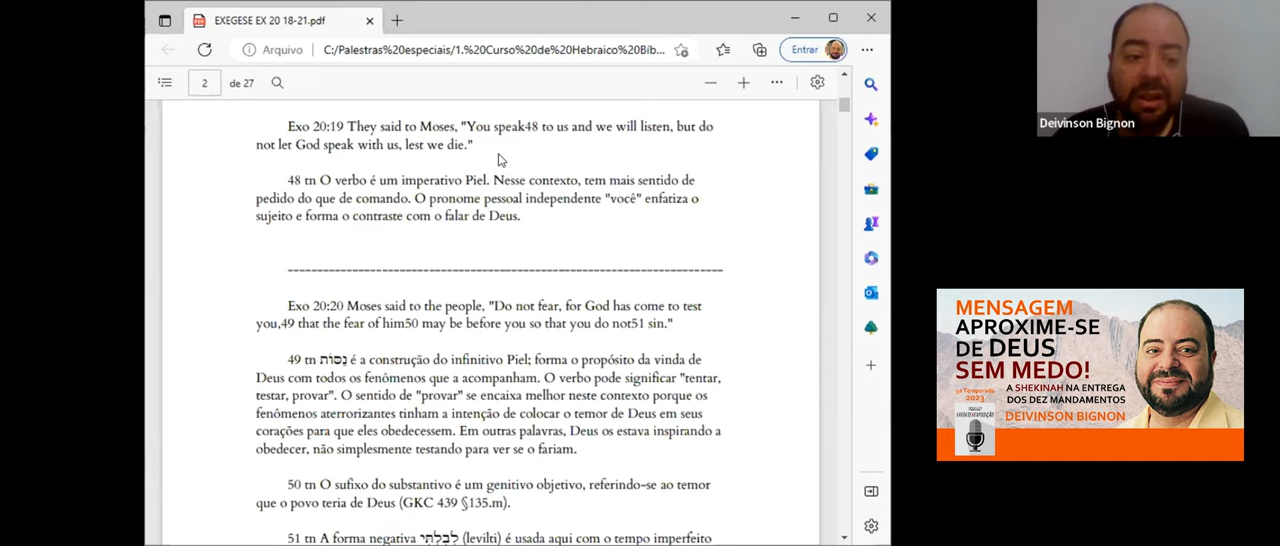 EXEGESE EX 20 18-21.pdf
Arquivo
C:/Palestras%20especiais/1.%20Curso%20de%20Hebraico%20Bíb...
Entrar
2
de 27
Exo 20:19 They said to Moses, "You speak48 to us and we will listen, but do
not let God speak with us, lest we die."
48 tn O verbo é um imperativo Piel. Nesse contexto, tem mais sentido de
pedido do que de comando. O pronome pessoal independente "você" enfatiza o
sujeito e forma o contraste com o falar de Deus.
------------------------------------------------------------------------
Exo 20:20 Moses said to the people, "Do not fear, for God has come to test
you,49 that the fear of him50 may be before you so that you do not51 sin."
49 tn נַסּוֹת é a construção do infinitivo Piel; forma o propósito da vinda de
Deus com todos os fenômenos que a acompanham. O verbo pode significar "tentar,
testar, provar". O sentido de "provar" se encaixa melhor neste contexto porque os
fenômenos aterrorizantes tinham a intenção de colocar o temor de Deus em seus
corações para que eles obedecessem. Em outras palavras, Deus os estava inspirando a
obedecer, não simplesmente testando para ver se o fariam.
50 tn O sufixo do substantivo é um genitivo objetivo, referindo-se ao temor
que o povo teria de Deus (GKC 439 §135.m).
51 tn A forma negativa לְבִלְתִּי (levilti) é usada aqui com o tempo imperfeito
Deivinson Bignon
MENSAGEM
APROXIME-SE
DE DEUS
SEM MEDO!
A SHEKINAH NA ENTREGA
DOS DEZ MANDAMENTOS
DEIVINSON BIGNON
2023
PODCAST